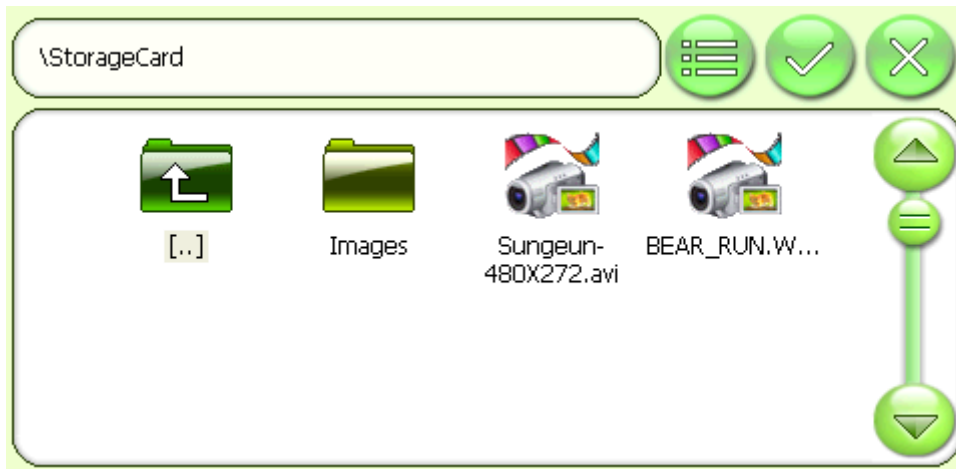 \StorageCard
[..]
Images
Sungeun-
480X272.avi
BEAR_RUN.W...